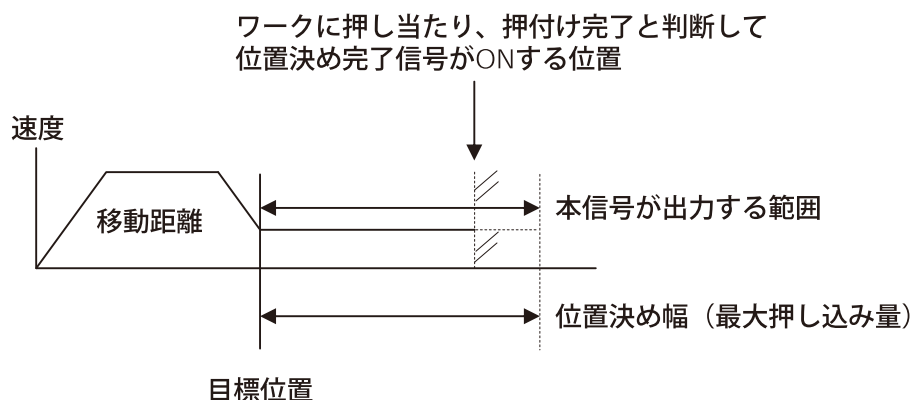 ワークに押し当たり、押付け完了と判断して
位置決め完了信号がONする位置
速度
移動距離
本信号が出力する範囲
位置決め幅（最大押し込み量）
目標位置